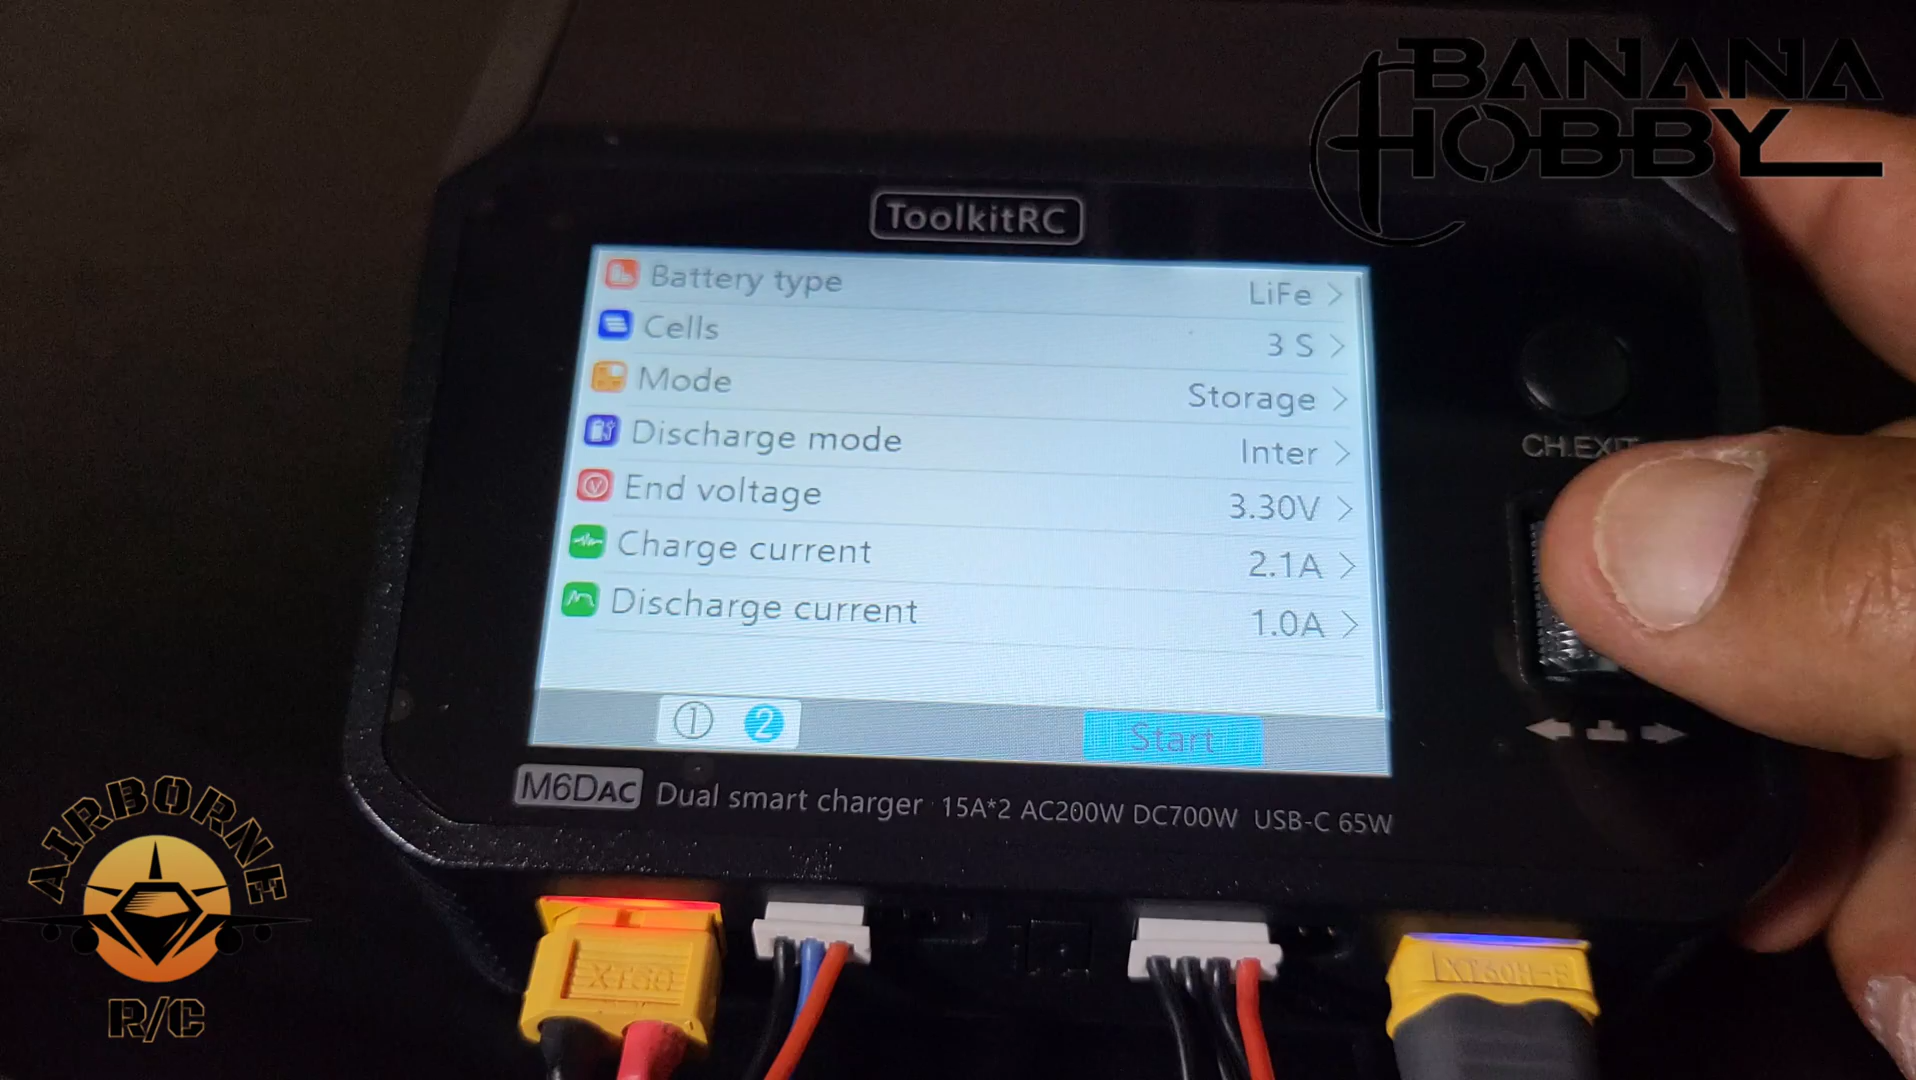 BANANA
HOBBY
ToolkitRC
Battery type LiFe >
Cells 3 S >
Mode Storage >
Discharge mode Inter >
End voltage 3.30V >
Charge current 2.1A >
Discharge current 1.0A >
1 2 Start
CH.EXIT
M6DAC Dual smart charger 15A*2 AC200W DC700W USB-C 65W
AIRBORNE
R/C
XT60
XT60H-F